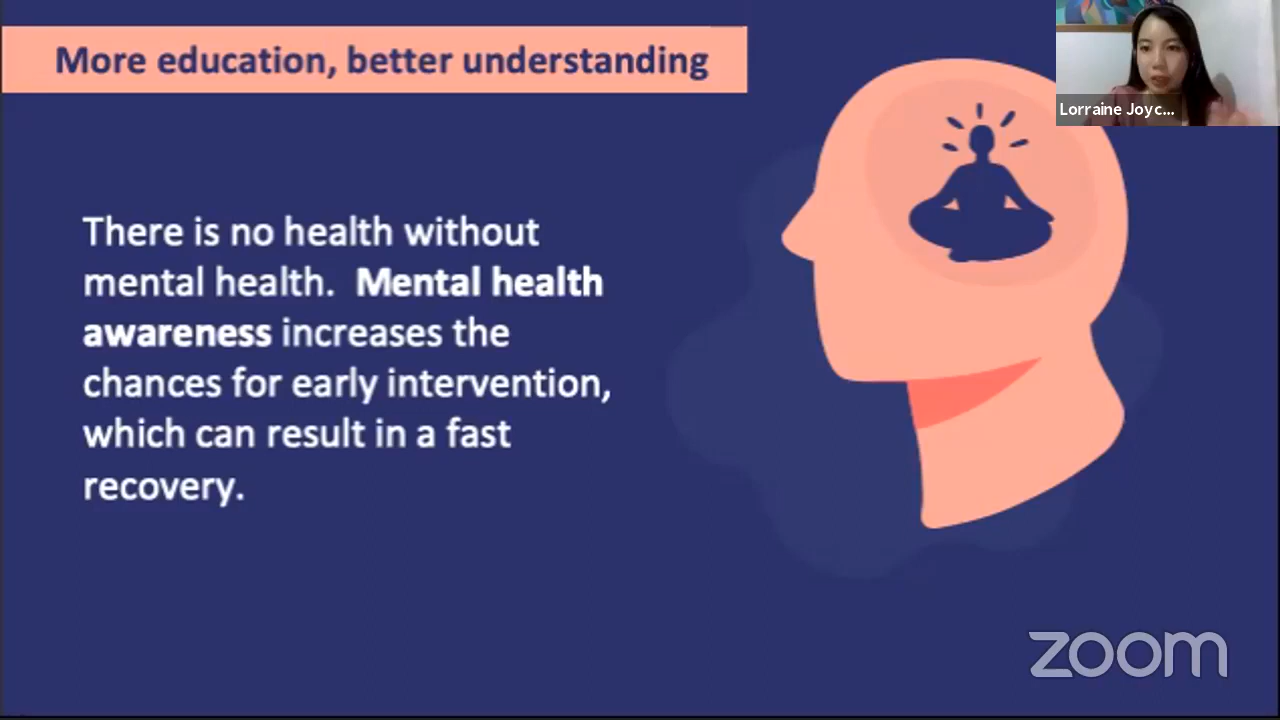 More education, better understanding
Lorraine Joyc...
There is no health without
mental health. Mental health
awareness increases the
chances for early intervention,
which can result in a fast
recovery.
zoom